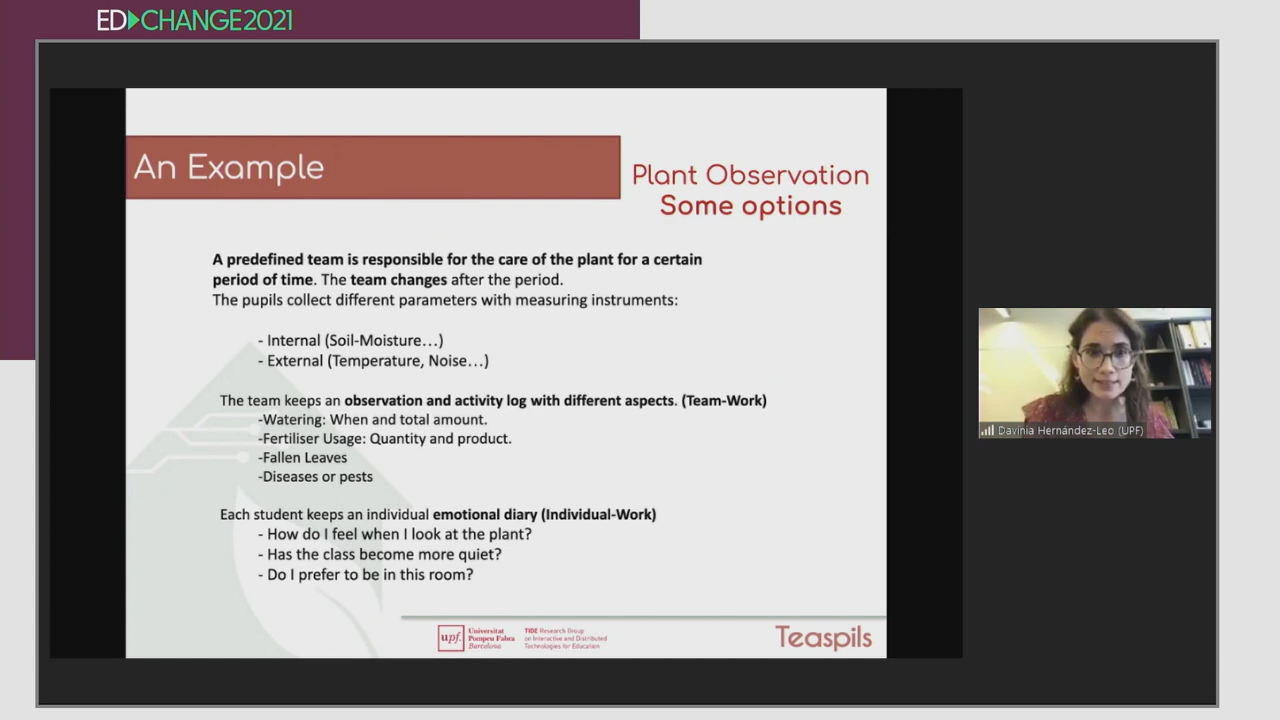 ED CHANGE2021
An Example
Plant Observation
Some options
A predefined team is responsible for the care of the plant for a certain
period of time. The team changes after the period.
The pupils collect different parameters with measuring instruments:
- Internal (Soil-Moisture…)
- External (Temperature, Noise…)
The team keeps an observation and activity log with different aspects. (Team-Work)
-Watering: When and total amount.
-Fertiliser Usage: Quantity and product.
-Fallen Leaves
-Diseases or pests
Each student keeps an individual emotional diary (Individual-Work)
- How do I feel when I look at the plant?
- Has the class become more quiet?
- Do I prefer to be in this room?
upf.
Universitat
Pompeu Fabra
Barcelona
TIDE Research Group
on Interactive and Distributed
Technologies for Education
Teaspils
Davinia Hernández-Leo (UPF)